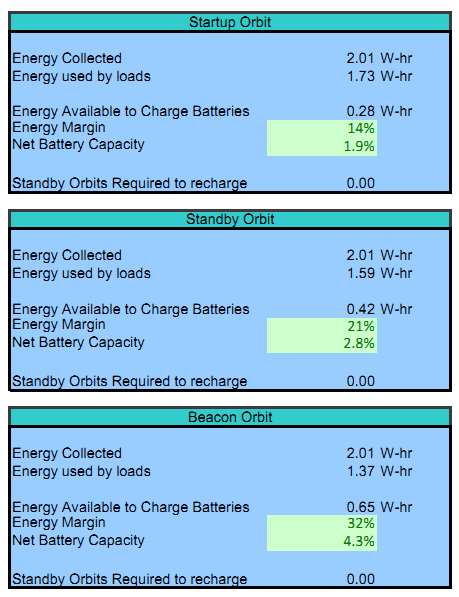 Startup Orbit
Energy Collected 2.01 W-hr
Energy used by loads 1.73 W-hr
Energy Available to Charge Batteries 0.28 W-hr
Energy Margin 14%
Net Battery Capacity 1.9%
Standby Orbits Required to recharge 0.00
Standby Orbit
Energy Collected 2.01 W-hr
Energy used by loads 1.59 W-hr
Energy Available to Charge Batteries 0.42 W-hr
Energy Margin 21%
Net Battery Capacity 2.8%
Standby Orbits Required to recharge 0.00
Beacon Orbit
Energy Collected 2.01 W-hr
Energy used by loads 1.37 W-hr
Energy Available to Charge Batteries 0.65 W-hr
Energy Margin 32%
Net Battery Capacity 4.3%
Standby Orbits Required to recharge 0.00